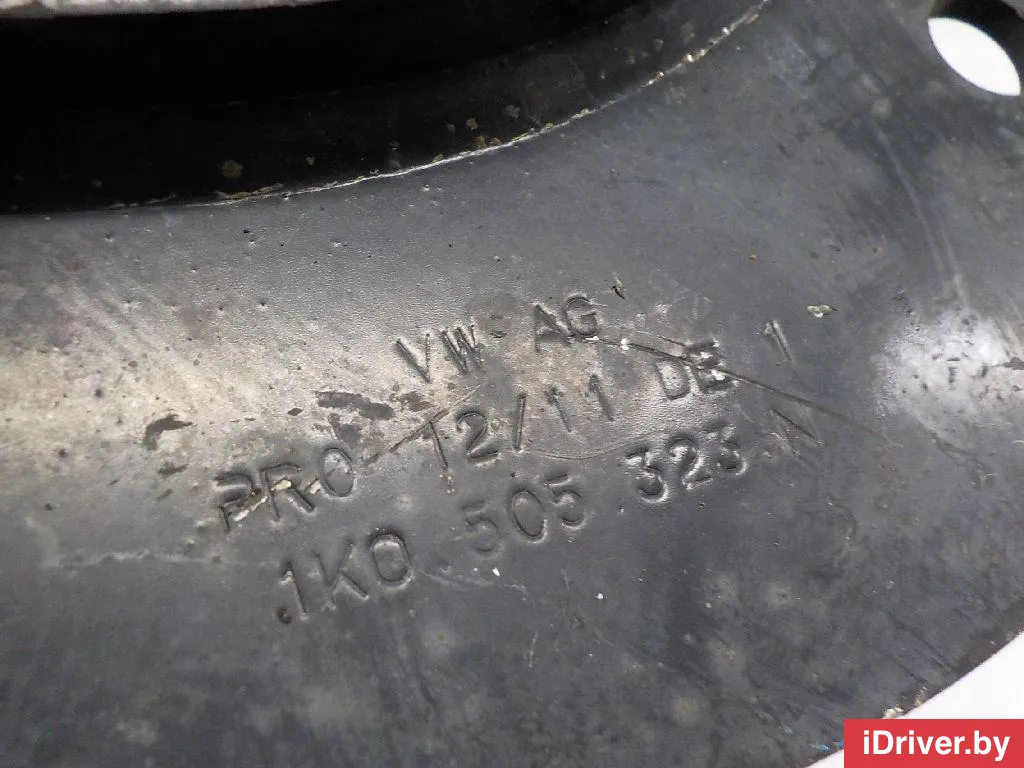 VW AG
PRO 12/11 DE 1
1K0 505 323 N
iDriver.by